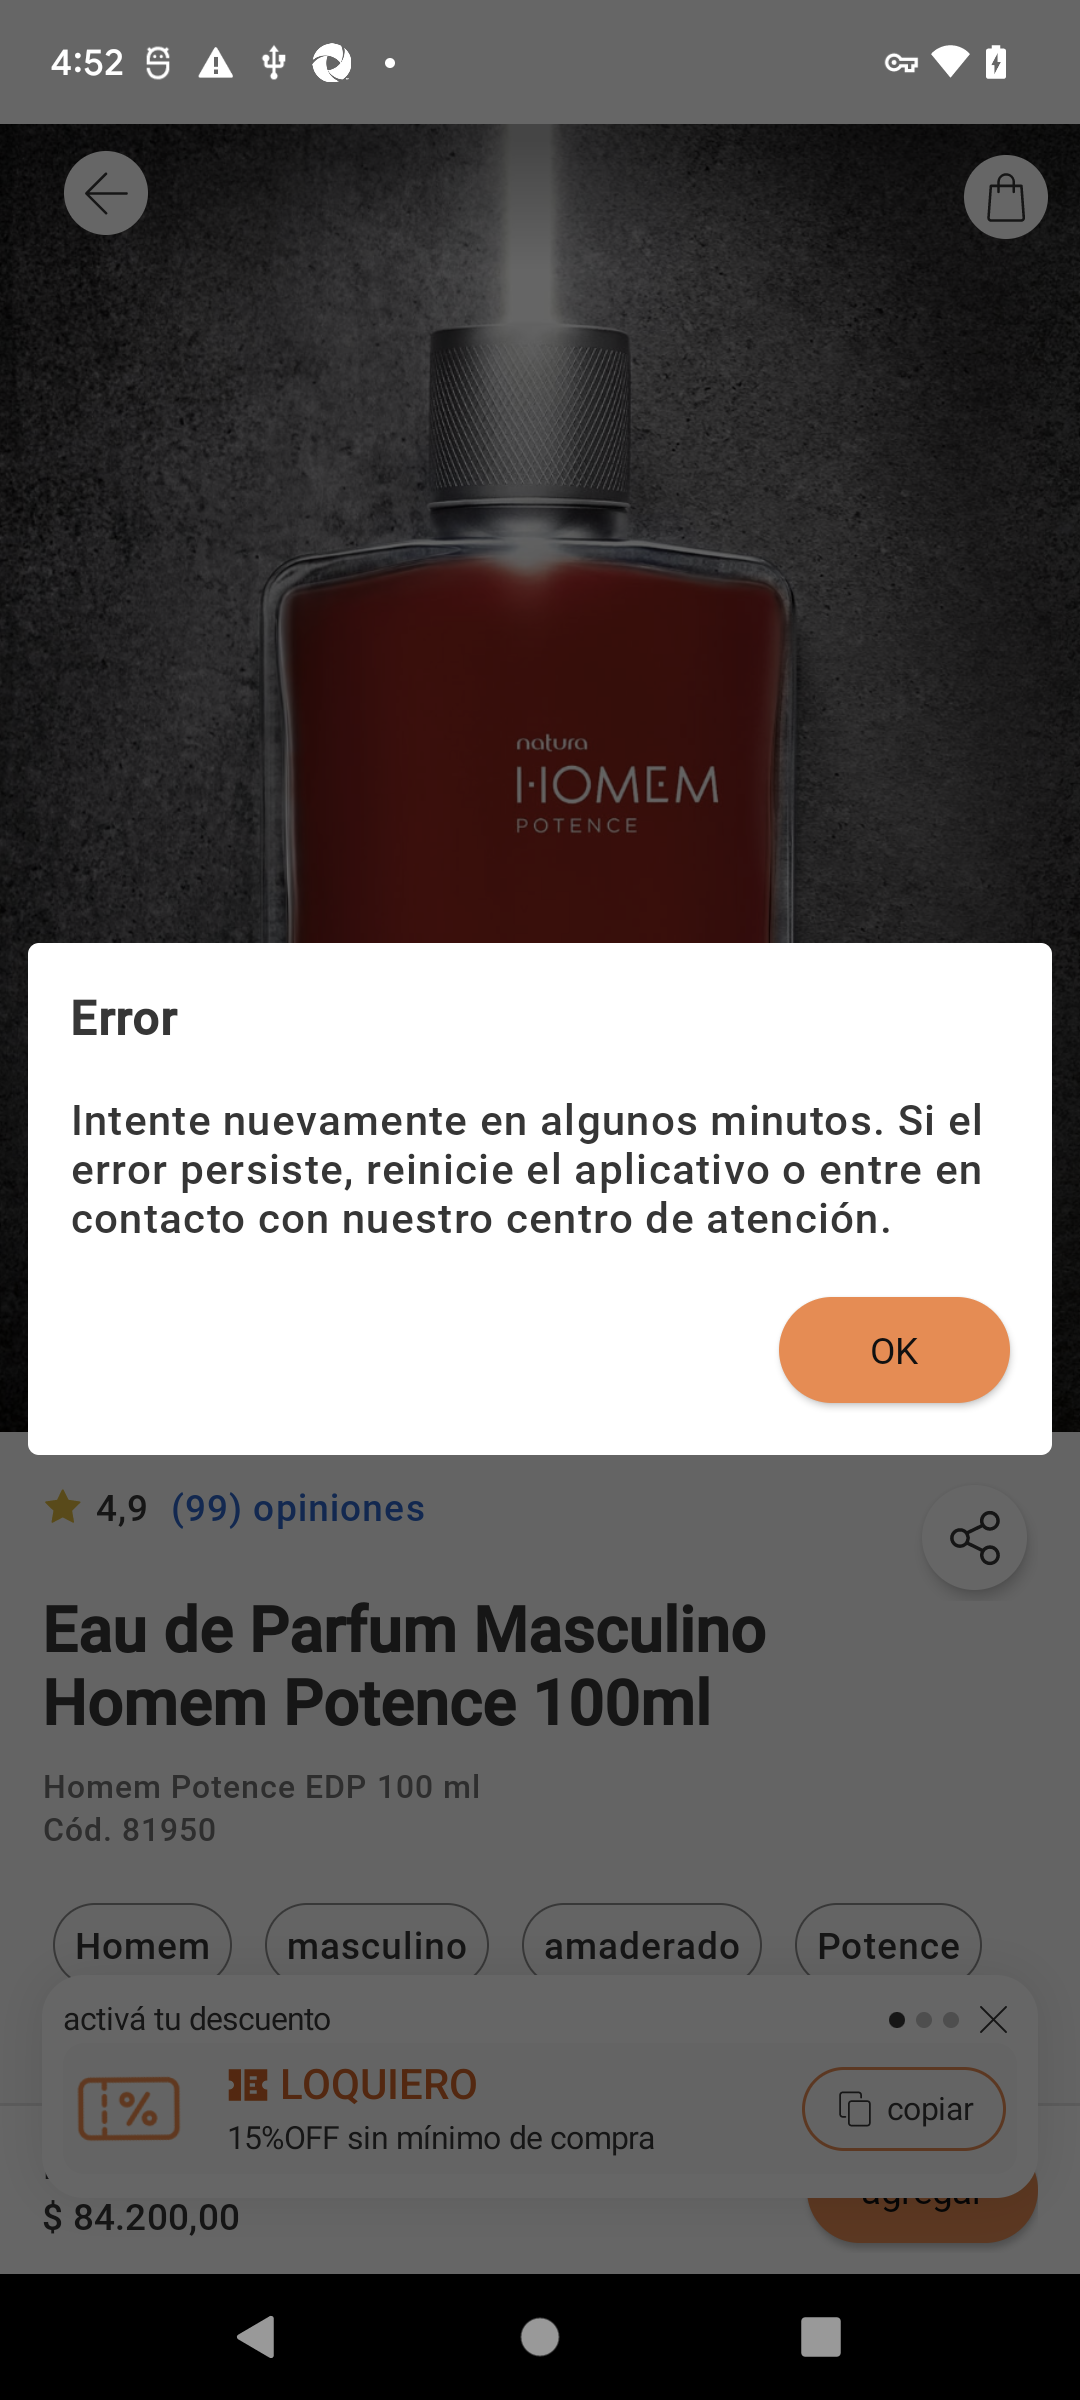 4:52
natura
HOMEM
POTENCE
Error
Intente nuevamente en algunos minutos. Si el
error persiste, reinicie el aplicativo o entre en
contacto con nuestro centro de atención.
OK
4,9 (99) opiniones
Eau de Parfum Masculino
Homem Potence 100ml
Homem Potence EDP 100 ml
Cód. 81950
Homem masculino amaderado Potence
activá tu descuento
LOQUIERO
15%OFF sin mínimo de compra
copiar
$ 84.200,00
agregar